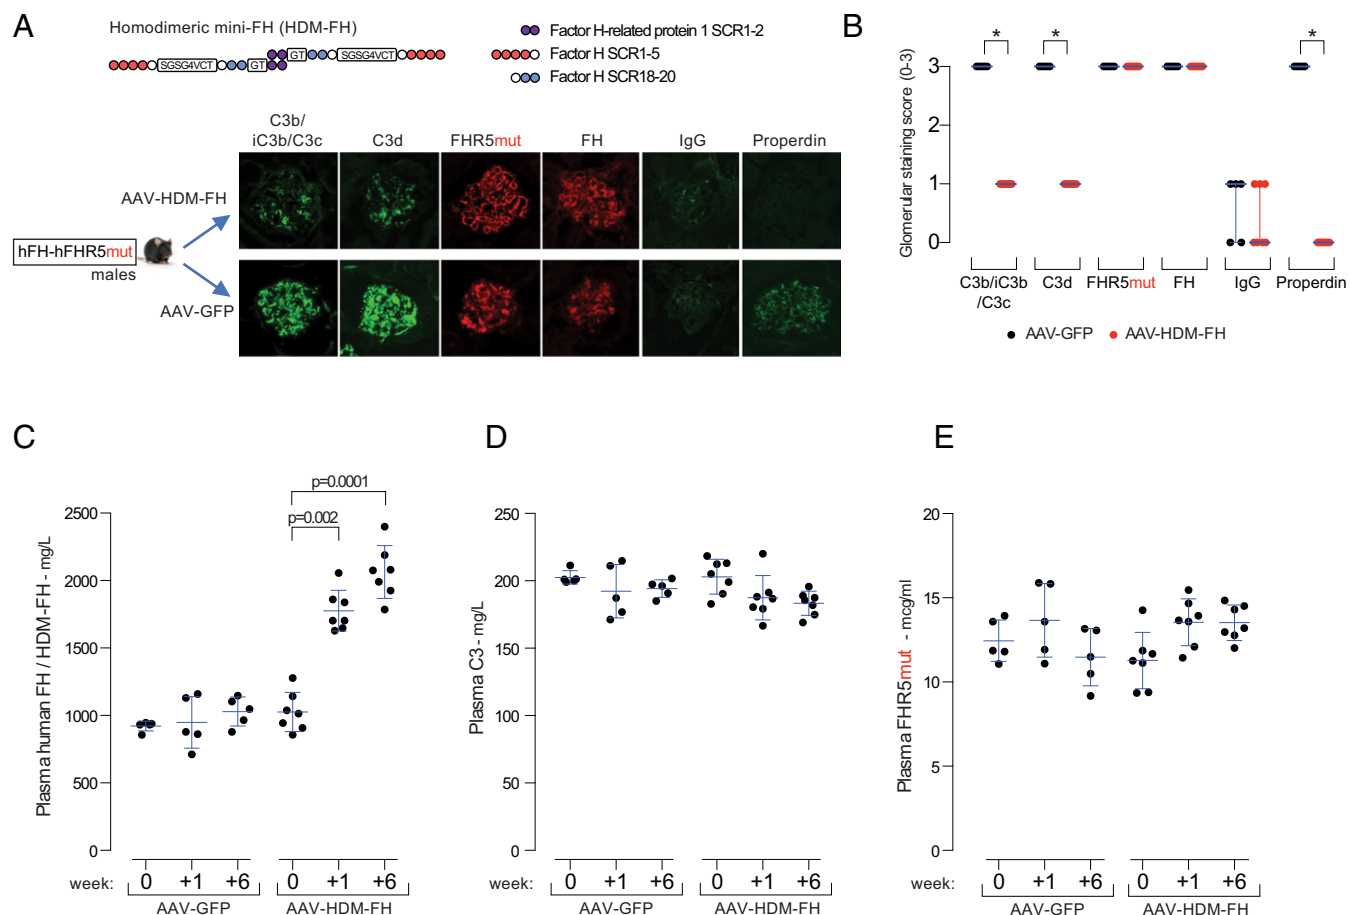 A
Homodimeric mini-FH (HDM-FH)
GT SGSG4VCT
SGSG4VCT GT
Factor H-related protein 1 SCR1-2
Factor H SCR1-5
Factor H SCR18-20
C3b/
iC3b/C3c C3d FHR5mut FH IgG Properdin
AAV-HDM-FH
hFH-hFHR5mut
males
AAV-GFP
B
Glomerular staining score (0-3)
* * *
3
2
1
0
C3b/iC3b
/C3c
C3d FHR5mut FH IgG Properdin
AAV-GFP AAV-HDM-FH
C
Plasma human FH / HDM-FH - mg/L
p=0.0001
p=0.002
2500
2000
1500
1000
500
0
week: 0 +1 +6 0 +1 +6
AAV-GFP AAV-HDM-FH
D
Plasma C3 - mg/L
250
200
150
100
50
0
week: 0 +1 +6 0 +1 +6
AAV-GFP AAV-HDM-FH
E
Plasma FHR5mut - mcg/ml
20
15
10
5
0
week: 0 +1 +6 0 +1 +6
AAV-GFP AAV-HDM-FH